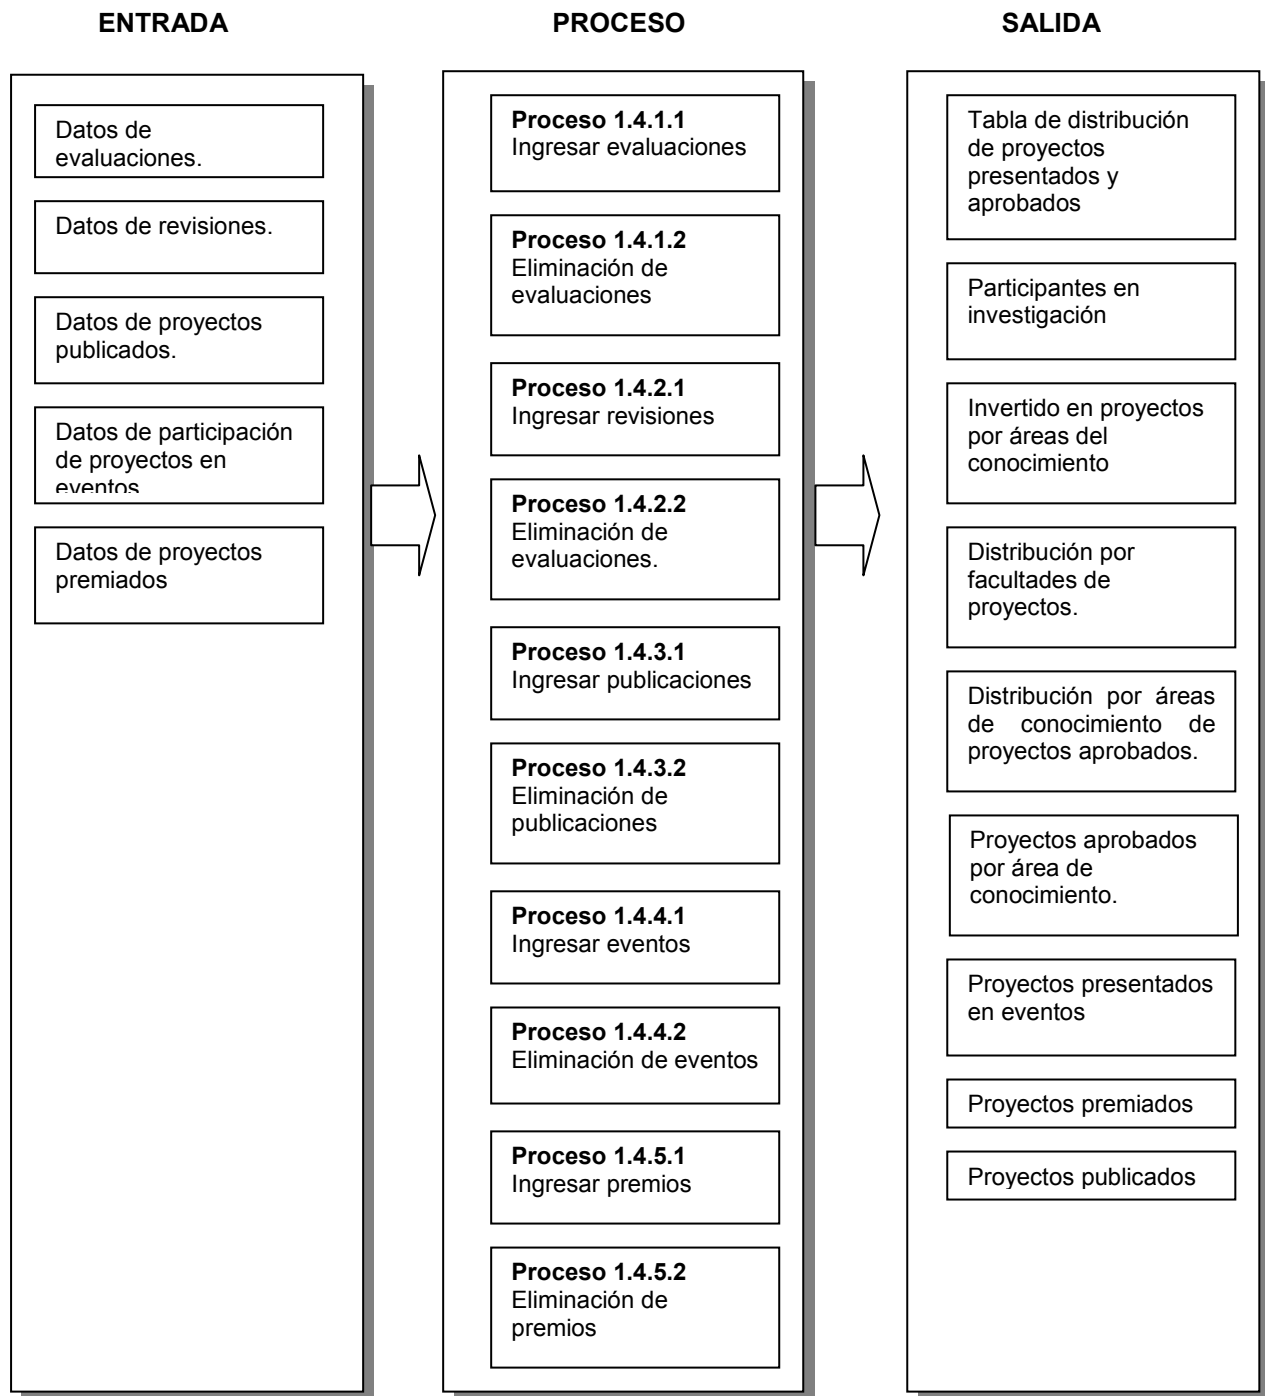 ENTRADA
PROCESO
SALIDA
Datos de
evaluaciones.
Datos de revisiones.
Datos de proyectos
publicados.
Datos de participación
de proyectos en
eventos
Datos de proyectos
premiados
Proceso 1.4.1.1
Ingresar evaluaciones
Proceso 1.4.1.2
Eliminación de
evaluaciones
Proceso 1.4.2.1
Ingresar revisiones
Proceso 1.4.2.2
Eliminación de
evaluaciones.
Proceso 1.4.3.1
Ingresar publicaciones
Proceso 1.4.3.2
Eliminación de
publicaciones
Proceso 1.4.4.1
Ingresar eventos
Proceso 1.4.4.2
Eliminación de eventos
Proceso 1.4.5.1
Ingresar premios
Proceso 1.4.5.2
Eliminación de
premios
Tabla de distribución
de proyectos
presentados y
aprobados
Participantes en
investigación
Invertido en proyectos
por áreas del
conocimiento
Distribución por
facultades de
proyectos.
Distribución por áreas
de conocimiento de
proyectos aprobados.
Proyectos aprobados
por área de
conocimiento.
Proyectos presentados
en eventos
Proyectos premiados
Proyectos publicados